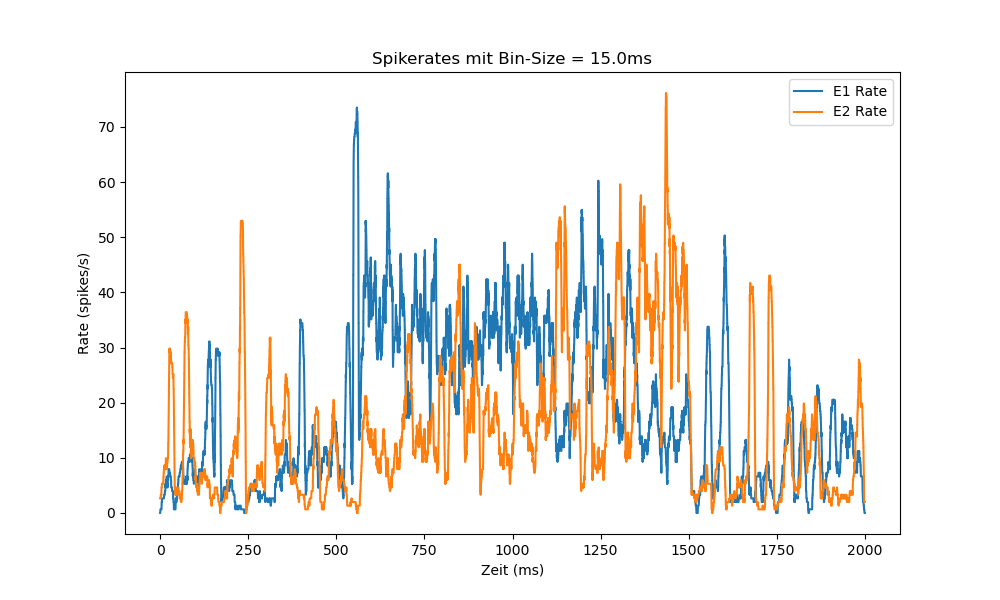 Spikerates mit Bin-Size = 15.0ms
E1 Rate
E2 Rate
Rate (spikes/s)
70
60
50
40
30
20
10
0
0 250 500 750 1000 1250 1500 1750 2000
Zeit (ms)